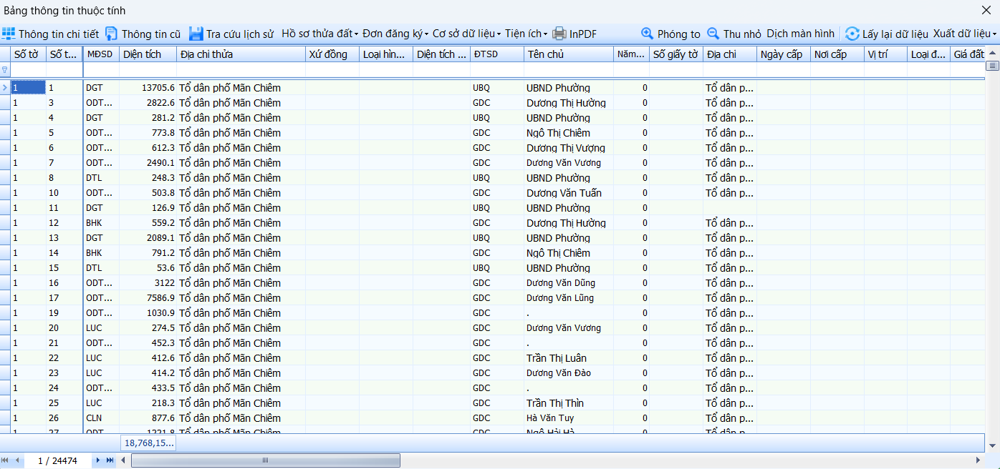 Bảng thông tin thuộc tính
Thông tin chi tiết Thông tin cũ Tra cứu lịch sử Hồ sơ thửa đất Đơn đăng ký Cơ sở dữ liệu Tiện ích InPDF Phóng to Thu nhỏ Dịch màn hình Lấy lại dữ liệu Xuất dữ liệu
Số tờ Số t... MĐSD Diện tích Địa chỉ thửa Xứ đồng Loại hìn... Diện tích ... ĐTSD Tên chủ Năm... Số giấy tờ Địa chỉ Ngày cấp Nơi cấp Vị trí Loại đ... Giá đất
1 1 DGT 13705.6 Tổ dân phố Mãn Chiêm UBQ UBND Phường 0 Tổ dân p...
1 3 ODT... 2822.6 Tổ dân phố Mãn Chiêm GDC Dương Thị Hường 0 Tổ dân p...
1 4 DGT 281.2 Tổ dân phố Mãn Chiêm UBQ UBND Phường 0 Tổ dân p...
1 5 ODT... 773.8 Tổ dân phố Mãn Chiêm GDC Ngô Thị Chiêm 0 Tổ dân p...
1 6 ODT... 612.3 Tổ dân phố Mãn Chiêm GDC Dương Thị Vượng 0 Tổ dân p...
1 7 ODT... 2490.1 Tổ dân phố Mãn Chiêm GDC Dương Văn Vương 0 Tổ dân p...
1 8 DTL 248.3 Tổ dân phố Mãn Chiêm UBQ UBND Phường 0 Tổ dân p...
1 10 ODT... 503.8 Tổ dân phố Mãn Chiêm GDC Dương Văn Tuấn 0 Tổ dân p...
1 11 DGT 126.9 Tổ dân phố Mãn Chiêm UBQ UBND Phường 0
1 12 BHK 559.2 Tổ dân phố Mãn Chiêm GDC Dương Thị Hường 0 Tổ dân p...
1 13 DGT 2089.1 Tổ dân phố Mãn Chiêm UBQ UBND Phường 0 Tổ dân p...
1 14 BHK 791.2 Tổ dân phố Mãn Chiêm GDC Ngô Thị Chiêm 0 Tổ dân p...
1 15 DTL 53.6 Tổ dân phố Mãn Chiêm UBQ UBND Phường 0 Tổ dân p...
1 16 ODT... 3122 Tổ dân phố Mãn Chiêm GDC Dương Văn Dũng 0 Tổ dân p...
1 17 ODT... 7586.9 Tổ dân phố Mãn Chiêm GDC Dương Văn Lũng 0 Tổ dân p...
1 19 ODT... 1030.9 Tổ dân phố Mãn Chiêm GDC . 0 Tổ dân p...
1 20 LUC 274.5 Tổ dân phố Mãn Chiêm GDC Dương Văn Vương 0 Tổ dân p...
1 21 ODT... 452.3 Tổ dân phố Mãn Chiêm GDC . 0 Tổ dân p...
1 22 LUC 412.6 Tổ dân phố Mãn Chiêm GDC Trần Thị Luân 0 Tổ dân p...
1 23 LUC 414.2 Tổ dân phố Mãn Chiêm GDC Dương Văn Đào 0 Tổ dân p...
1 24 ODT... 433.5 Tổ dân phố Mãn Chiêm GDC . 0 Tổ dân p...
1 25 LUC 218.3 Tổ dân phố Mãn Chiêm GDC Trần Thị Thìn 0 Tổ dân p...
1 26 CLN 877.6 Tổ dân phố Mãn Chiêm GDC Hà Văn Tuy 0 Tổ dân p...
1 27 ODT 1221.8 Tổ dân phố Mãn Chiêm GDC Ngô Hải Hà 0 Tổ dân p...
18,768,15...
1 / 24474